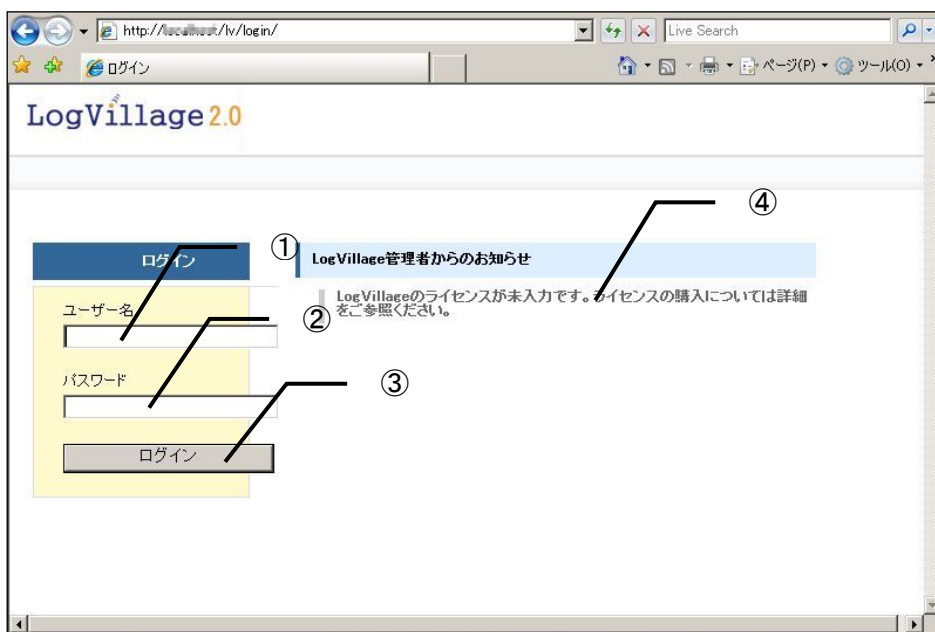 http://localhost/lv/login/
Live Search
ログイン
ページ(P)
ツール(O)
LogVillage 2.0
④
ログイン
①
LogVillage管理者からのお知らせ
LogVillageのライセンスが未入力です。ライセンスの購入については詳細
をご参照ください。
ユーザー名
②
パスワード
③
ログイン